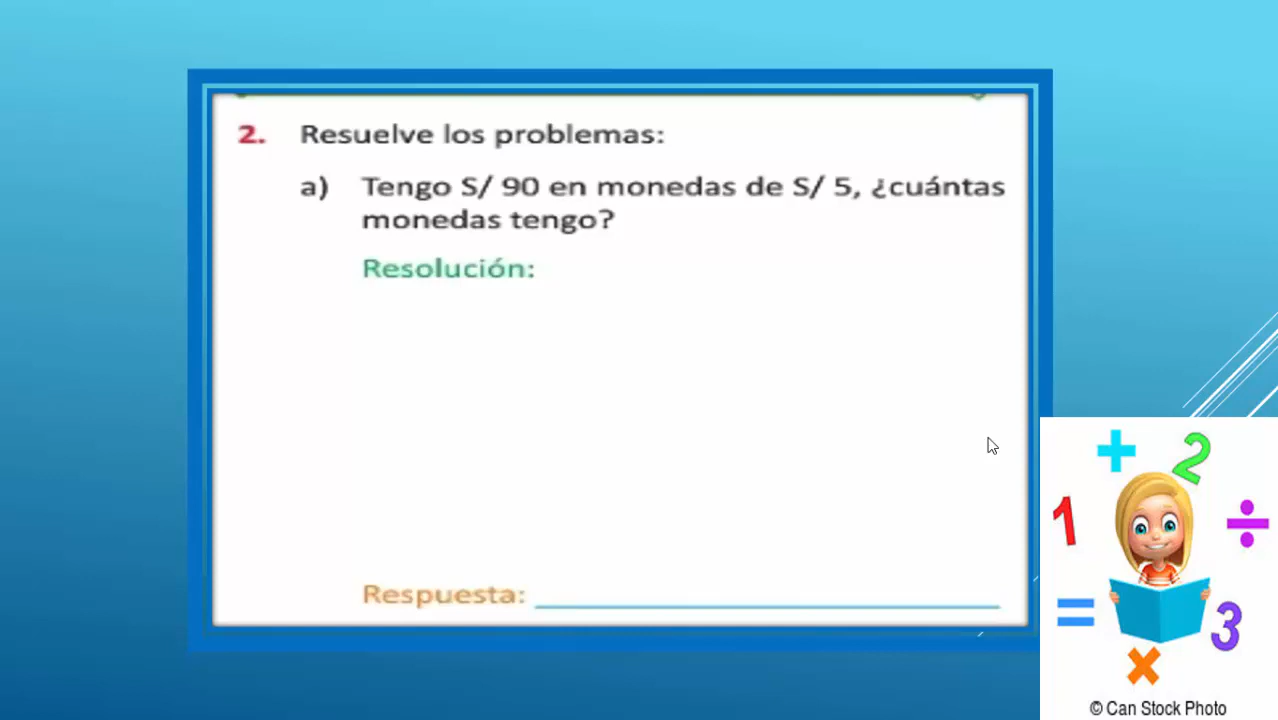 2. Resuelve los problemas:
a) Tengo S/ 90 en monedas de S/ 5, ¿cuántas
monedas tengo?
Resolución:
Respuesta:
+ 2
1 ÷
= 3
×
© Can Stock Photo